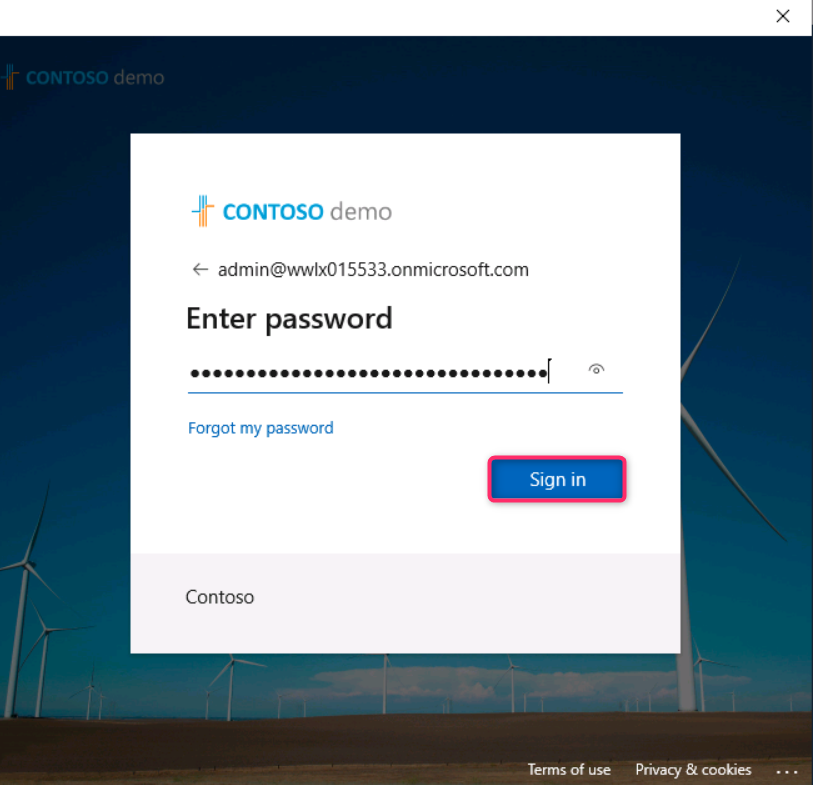 CONTOSO demo
CONTOSO demo
admin@wwlx015533.onmicrosoft.com
Enter password
••••••••••••••••••••••••••••••••
Forgot my password
Sign in
Contoso
Terms of use Privacy & cookies ...